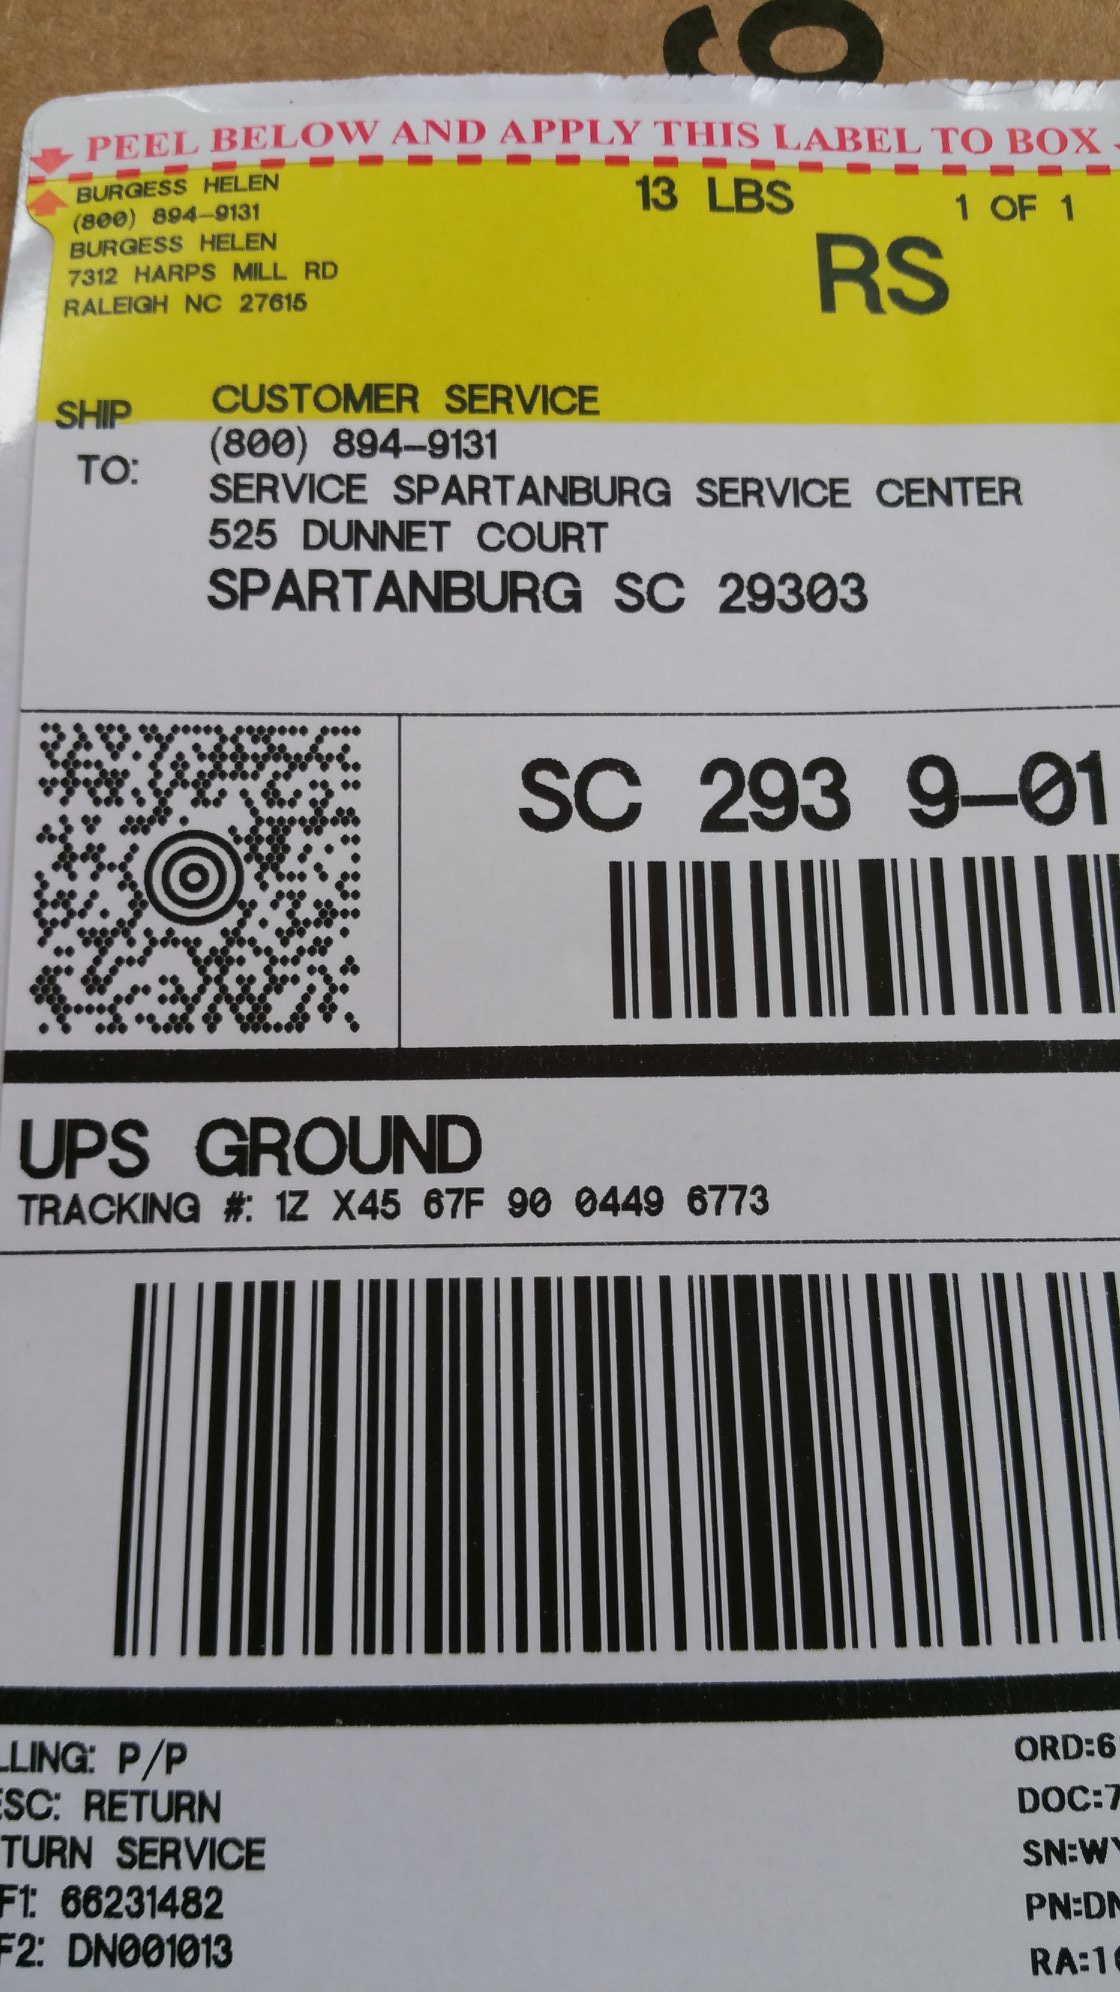 PEEL BELOW AND APPLY THIS LABEL TO BOX
BURGESS HELEN
(800) 894-9131
BURGESS HELEN
7312 HARPS MILL RD
RALEIGH NC 27615
13 LBS
1 OF 1
RS
SHIP TO:
CUSTOMER SERVICE
(800) 894-9131
SERVICE SPARTANBURG SERVICE CENTER
525 DUNNET COURT
SPARTANBURG SC 29303
SC 293 9-01
UPS GROUND
TRACKING #: 1Z X45 67F 90 0449 6773
LLING: P/P
ESC: RETURN
TURN SERVICE
F1: 66231482
F2: DN001013
ORD:6
DOC:7
SN:WY
PN:DN
RA:10